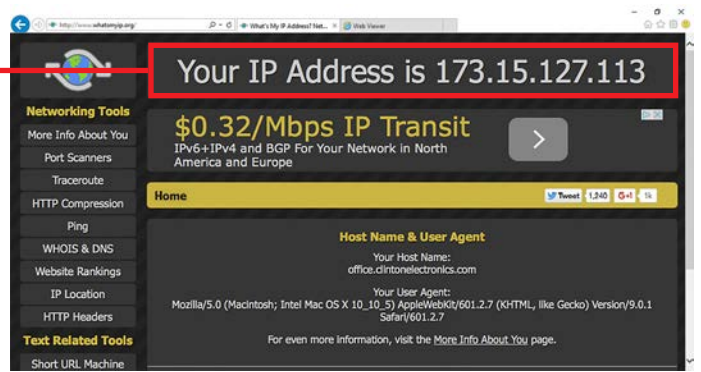 http://www.whatsmyip.org/
What's My IP Address? Net...
Web Viewer
Your IP Address is 173.15.127.113
Networking Tools
More Info About You
Port Scanners
Traceroute
HTTP Compression
Ping
WHOIS & DNS
Website Rankings
IP Location
HTTP Headers
Text Related Tools
Short URL Machine
$0.32/Mbps IP Transit
IPv6+IPv4 and BGP For Your Network in North
America and Europe
Home
Tweet 1,240 G+1 1k
Host Name & User Agent
Your Host Name:
office.clintonelectronics.com
Your User Agent:
Mozilla/5.0 (Macintosh; Intel Mac OS X 10_10_5) AppleWebKit/601.2.7 (KHTML, like Gecko) Version/9.0.1
Safari/601.2.7
For even more information, visit the More Info About You page.